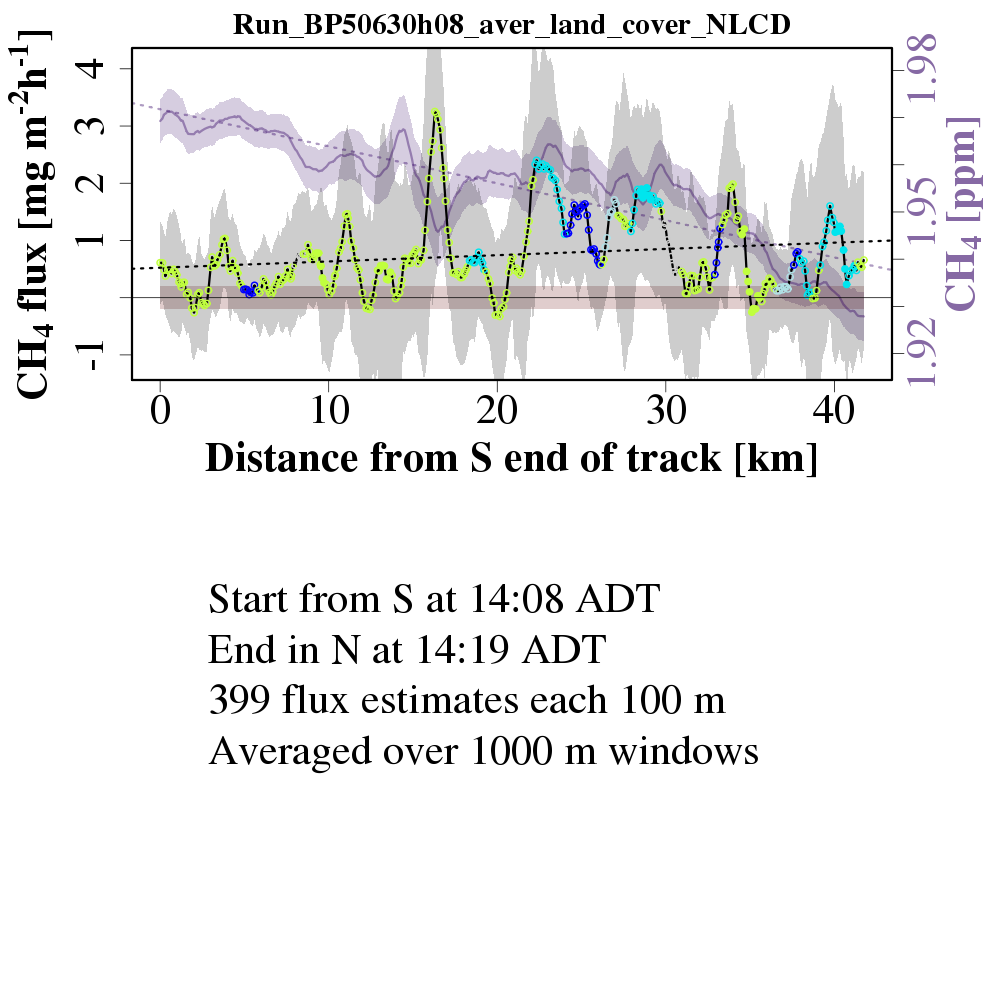 Run_BP50630h08_aver_land_cover_NLCD
CH4 flux [mg m-2h-1]
4
3
2
1
-1
1.98
1.95
1.92
CH4 [ppm]
0 10 20 30 40
Distance from S end of track [km]
Start from S at 14:08 ADT
End in N at 14:19 ADT
399 flux estimates each 100 m
Averaged over 1000 m windows